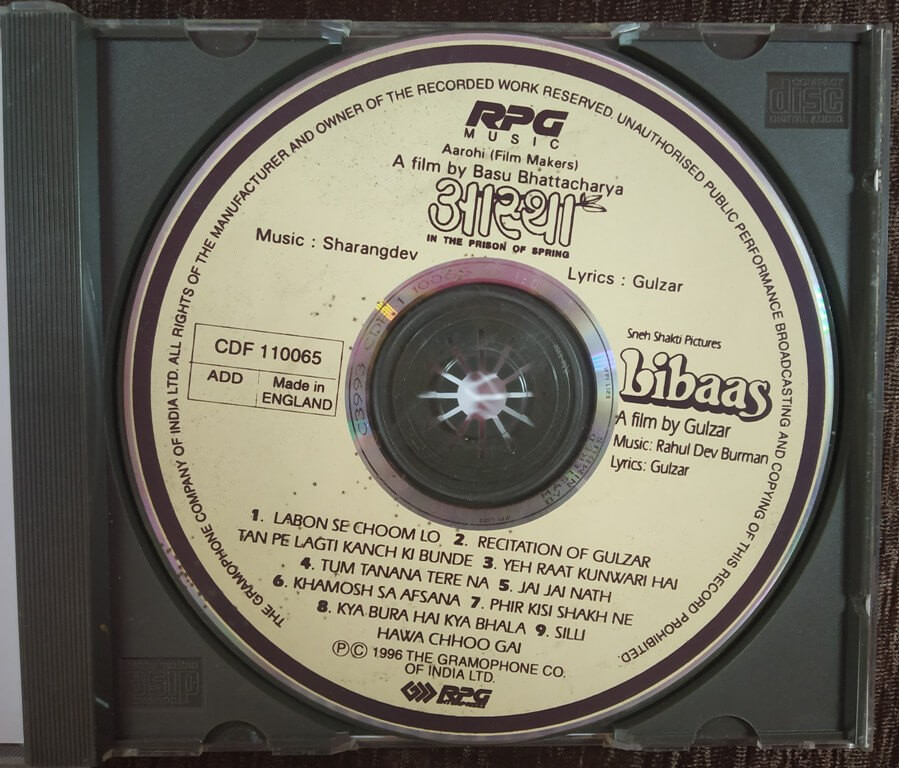 THE GRAMOPHONE COMPANY OF INDIA LTD. ALL RIGHTS OF THE MANUFACTURER AND OWNER OF THE RECORDED WORK RESERVED. UNAUTHORISED PUBLIC PERFORMANCE BROADCASTING AND COPYING OF THIS RECORD PROHIBITED.
RPG
MUSIC
Aarohi (Film Makers)
A film by Basu Bhattacharya
आस्था
IN THE PRISON OF SPRING
Music : Sharangdev
Lyrics : Gulzar
CDF 110065
ADD
Made in
ENGLAND
Sneh Shakti Pictures
Libaas
A film by Gulzar
Music: Rahul Dev Burman
Lyrics: Gulzar
1. LABON SE CHOOM LO 2. RECITATION OF GULZAR
TAN PE LAGTI KANCH KI BUNDE 3. YEH RAAT KUNWARI HAI
4. TUM TANANA TERE NA 5. JAI JAI NATH
6. KHAMOSH SA AFSANA 7. PHIR KISI SHAKH NE
8. KYA BURA HAI KYA BHALA 9. SILLI
HAWA CHHOO GAI
Ⓟ© 1996 THE GRAMOPHONE CO.
OF INDIA LTD.
RPG
ENTERPRISES
MASTERED
BY NIMBUS
disc
DIGITAL AUDIO